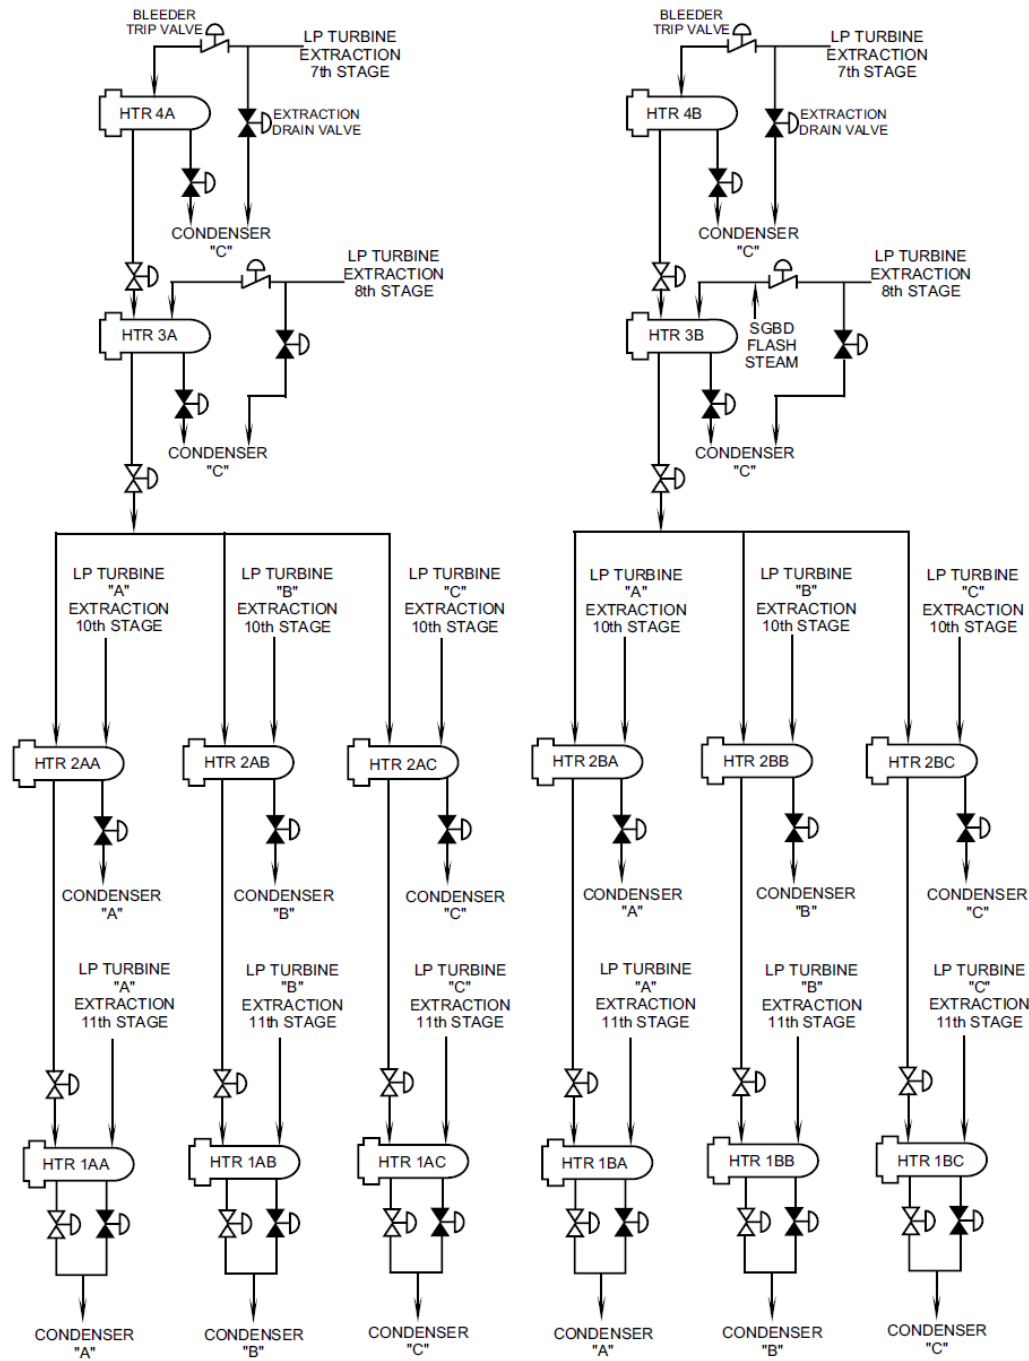 BLEEDER
TRIP VALVE
LP TURBINE
EXTRACTION
7th STAGE
HTR 4A
EXTRACTION
DRAIN VALVE
CONDENSER
"C"
LP TURBINE
EXTRACTION
8th STAGE
HTR 3A
CONDENSER
"C"
BLEEDER
TRIP VALVE
LP TURBINE
EXTRACTION
7th STAGE
HTR 4B
EXTRACTION
DRAIN VALVE
CONDENSER
"C"
LP TURBINE
EXTRACTION
8th STAGE
HTR 3B
SGBD
FLASH
STEAM
CONDENSER
"C"
LP TURBINE
"A"
EXTRACTION
10th STAGE
LP TURBINE
"B"
EXTRACTION
10th STAGE
LP TURBINE
"C"
EXTRACTION
10th STAGE
LP TURBINE
"A"
EXTRACTION
10th STAGE
LP TURBINE
"B"
EXTRACTION
10th STAGE
LP TURBINE
"C"
EXTRACTION
10th STAGE
HTR 2AA
HTR 2AB
HTR 2AC
HTR 2BA
HTR 2BB
HTR 2BC
CONDENSER
"A"
CONDENSER
"B"
CONDENSER
"C"
CONDENSER
"A"
CONDENSER
"B"
CONDENSER
"C"
LP TURBINE
"A"
EXTRACTION
11th STAGE
LP TURBINE
"B"
EXTRACTION
11th STAGE
LP TURBINE
"C"
EXTRACTION
11th STAGE
LP TURBINE
"A"
EXTRACTION
11th STAGE
LP TURBINE
"B"
EXTRACTION
11th STAGE
LP TURBINE
"C"
EXTRACTION
11th STAGE
HTR 1AA
HTR 1AB
HTR 1AC
HTR 1BA
HTR 1BB
HTR 1BC
CONDENSER
"A"
CONDENSER
"B"
CONDENSER
"C"
CONDENSER
"A"
CONDENSER
"B"
CONDENSER
"C"